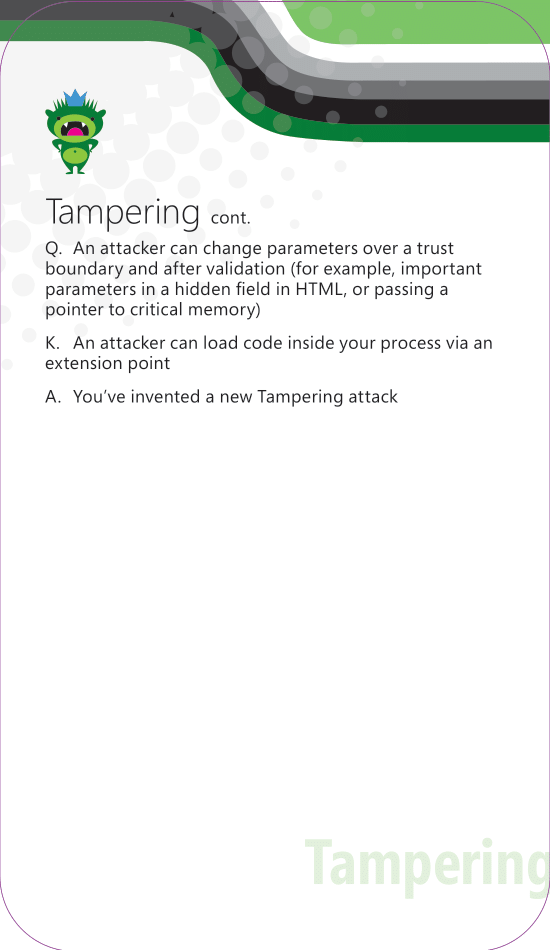 Tampering cont.
Q. An attacker can change parameters over a trust
boundary and after validation (for example, important
parameters in a hidden field in HTML, or passing a
pointer to critical memory)
K. An attacker can load code inside your process via an
extension point
A. You’ve invented a new Tampering attack
Tampering